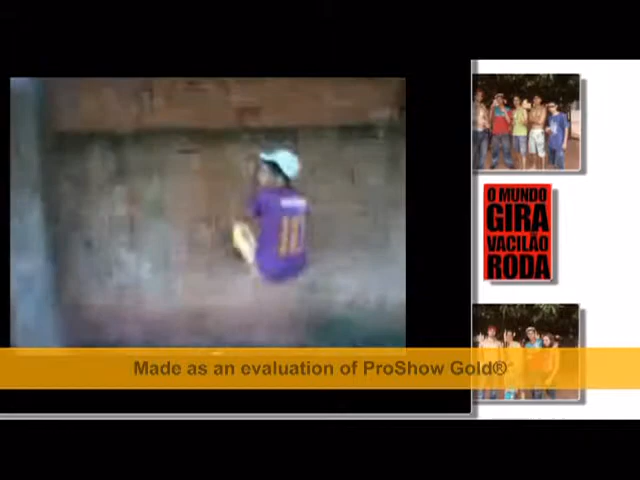 O MUNDO
GIRA
VACILÃO
RODA
10
Made as an evaluation of ProShow Gold®